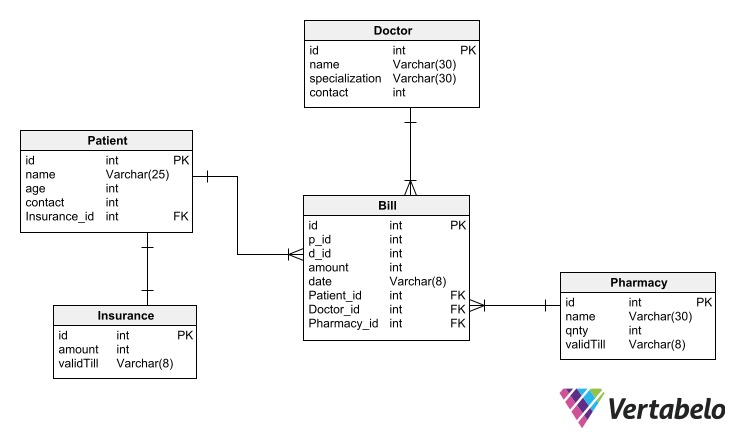 Doctor
id int PK
name Varchar(30)
specialization Varchar(30)
contact int
Patient
id int PK
name Varchar(25)
age int
contact int
Insurance_id int FK
Bill
id int PK
p_id int
d_id int
amount int
date Varchar(8)
Patient_id int FK
Doctor_id int FK
Pharmacy_id int FK
Pharmacy
id int PK
name Varchar(30)
qnty int
validTill Varchar(8)
Insurance
id int PK
amount int
validTill Varchar(8)
Vertabelo